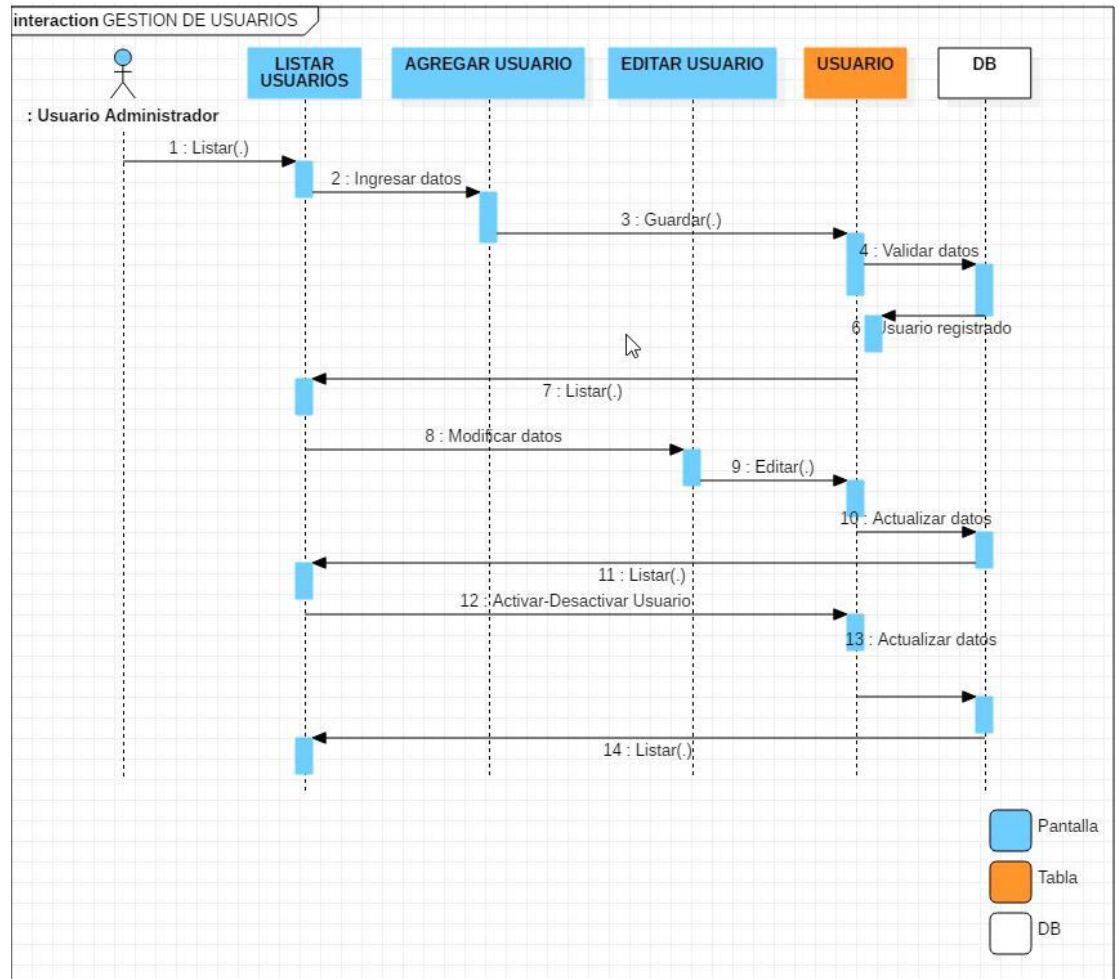 interaction GESTION DE USUARIOS
LISTAR
USUARIOS
AGREGAR USUARIO
EDITAR USUARIO
USUARIO
DB
: Usuario Administrador
1 : Listar(.)
2 : Ingresar datos
3 : Guardar(.)
4 : Validar datos
6 : Usuario registrado
7 : Listar(.)
8 : Modificar datos
9 : Editar(.)
10 : Actualizar datos
11 : Listar(.)
12 : Activar-Desactivar Usuario
13 : Actualizar datos
14 : Listar(.)
Pantalla
Tabla
DB